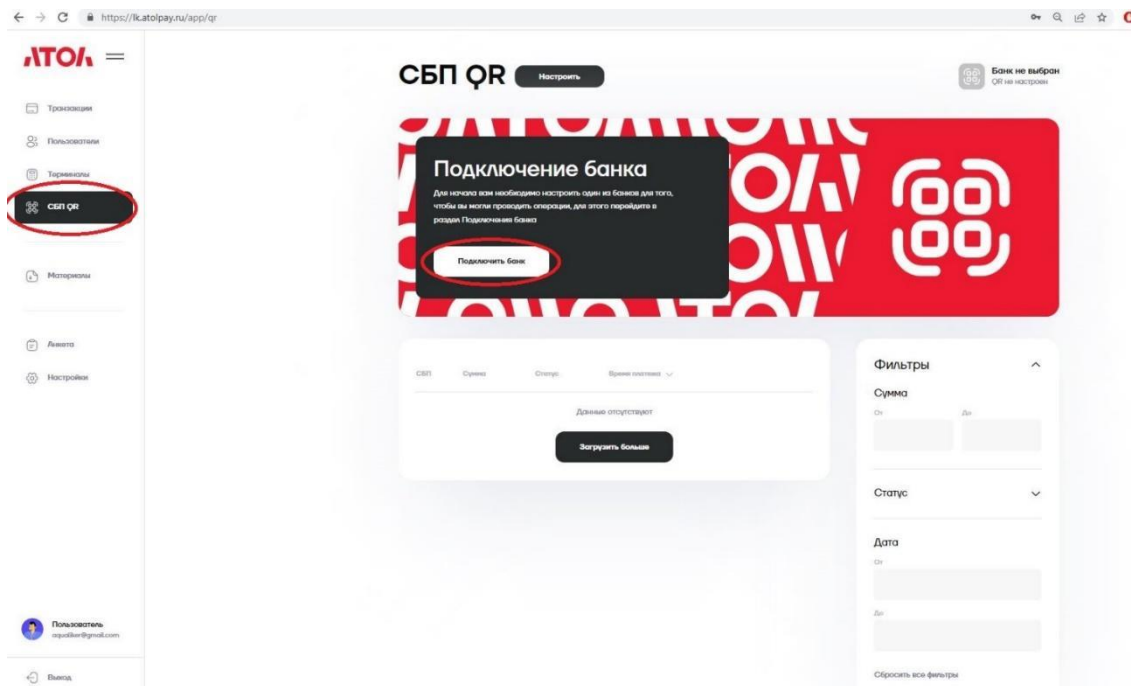 https://lk.atolpay.ru/app/qr
АТОЛ
Транзакции
Пользователи
Терминалы
СБП QR
Материалы
Анкета
Настройки
Пользователь
Выход
СБП QR
Настроить
Банк не выбран
QR не настроен
Подключение банка
Для начала вам необходимо настроить один из банков для того,
чтобы вы могли проводить операции, для этого перейдите в
раздел Подключения банка
Подключить банк
СБП Сумма Статус Время платежа
Данные отсутствуют
Загрузить больше
Фильтры
Сумма
От До
Статус
Дата
От
До
Сбросить все фильтры